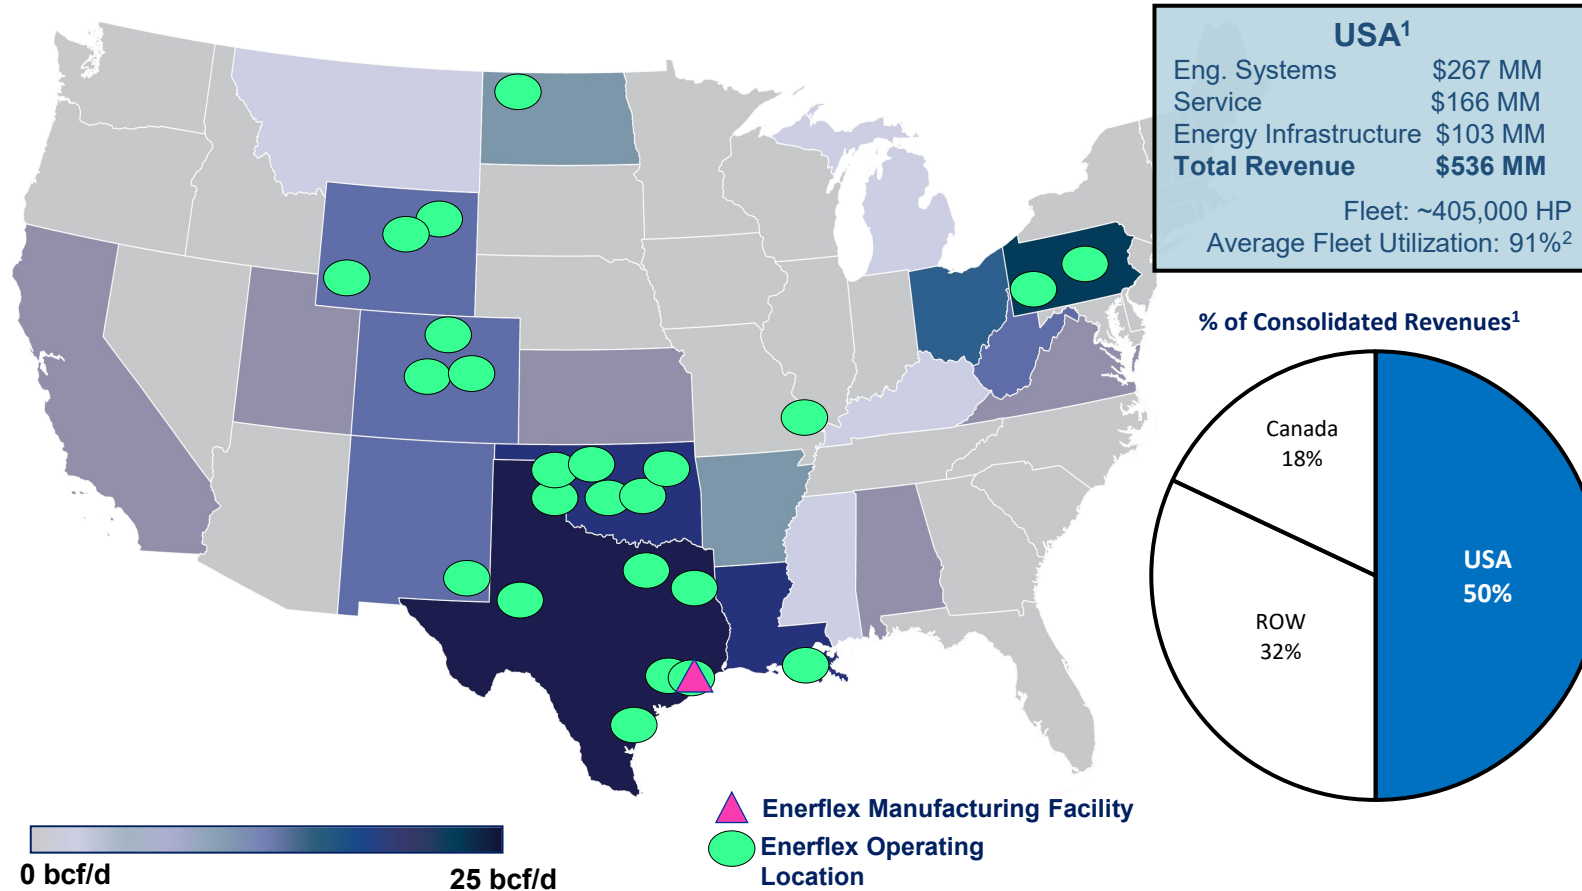 USA¹
Eng. Systems $267 MM
Service $166 MM
Energy Infrastructure $103 MM
Total Revenue $536 MM
Fleet: ~405,000 HP
Average Fleet Utilization: 91%²
% of Consolidated Revenues¹
Canada
18%
USA
50%
ROW
32%
Enerflex Manufacturing Facility
Enerflex Operating
Location
0 bcf/d
25 bcf/d